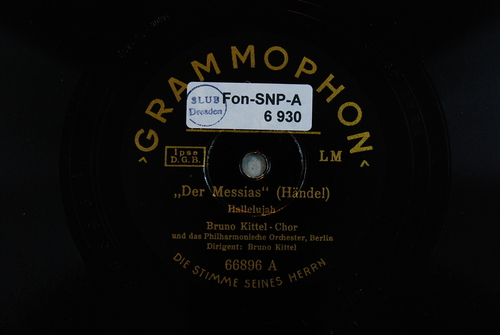 GRAMMOPHON
SLUB
Dresden
Fon-SNP-A
6 930
Ipse
D.G.B.
LM
„Der Messias“ (Händel)
Hallelujah
Bruno Kittel-Chor
und das Philharmonische Orchester, Berlin
Dirigent: Bruno Kittel
66896 A
DIE STIMME SEINES HERRN